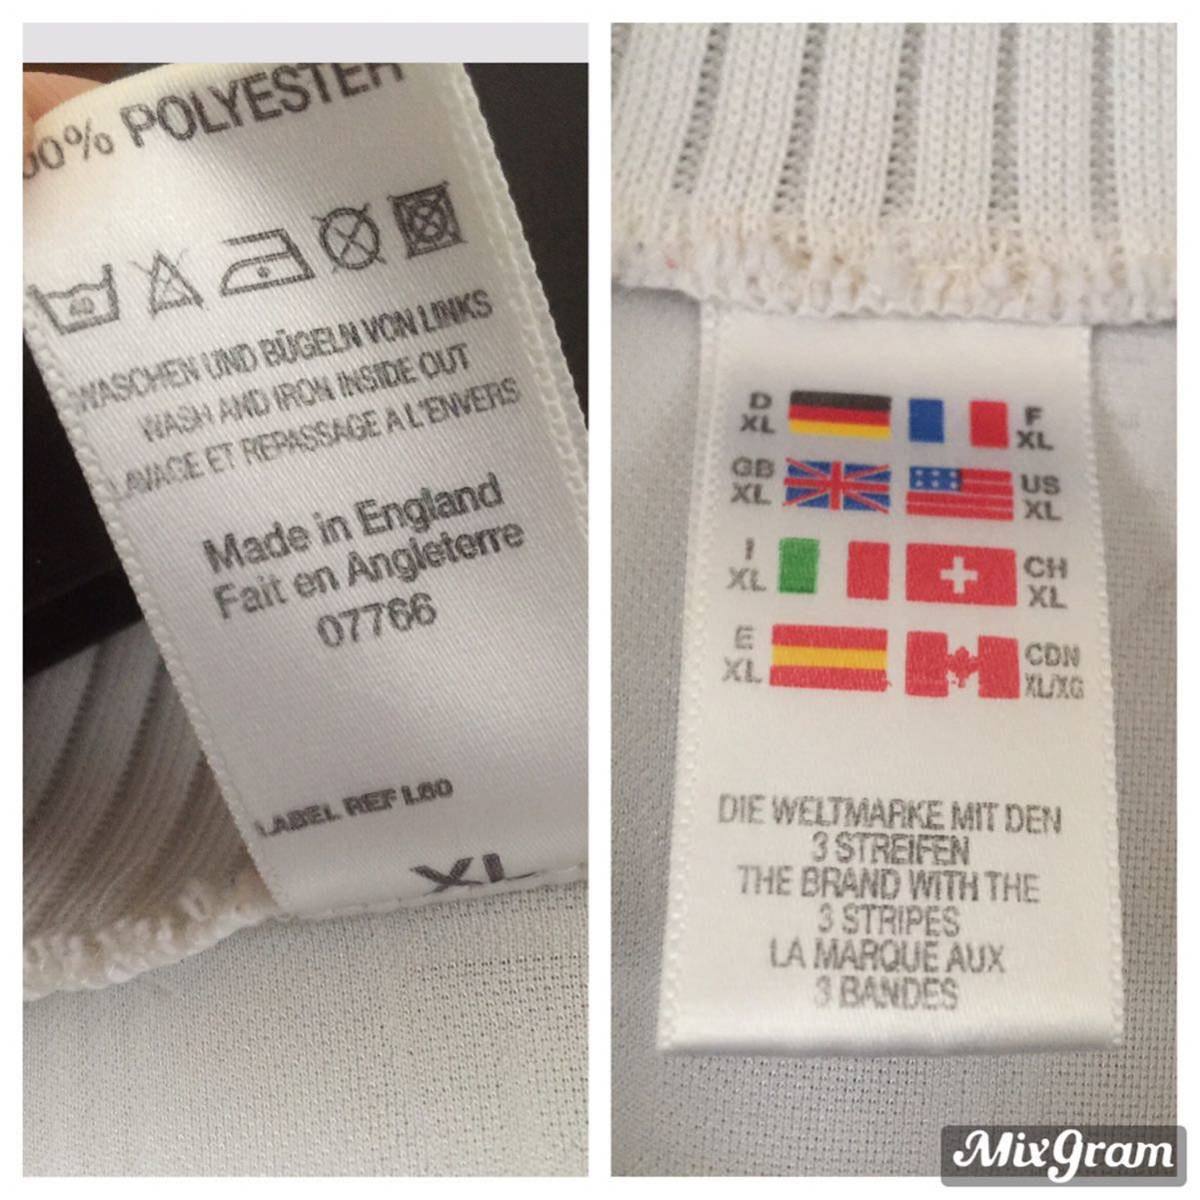 POLYESTER
40
WASCHEN UND BÜGELN VON LINKS
WASH AND IRON INSIDE OUT
LAVAGE ET REPASSAGE A L'ENVERS
Made in England
Fait en Angleterre
07766
LABEL REF L60
XL
D XL F XL
GB XL US XL
I XL CH XL
E XL CDN XL/XG
DIE WELTMARKE MIT DEN
3 STREIFEN
THE BRAND WITH THE
3 STRIPES
LA MARQUE AUX
3 BANDES
MixGram